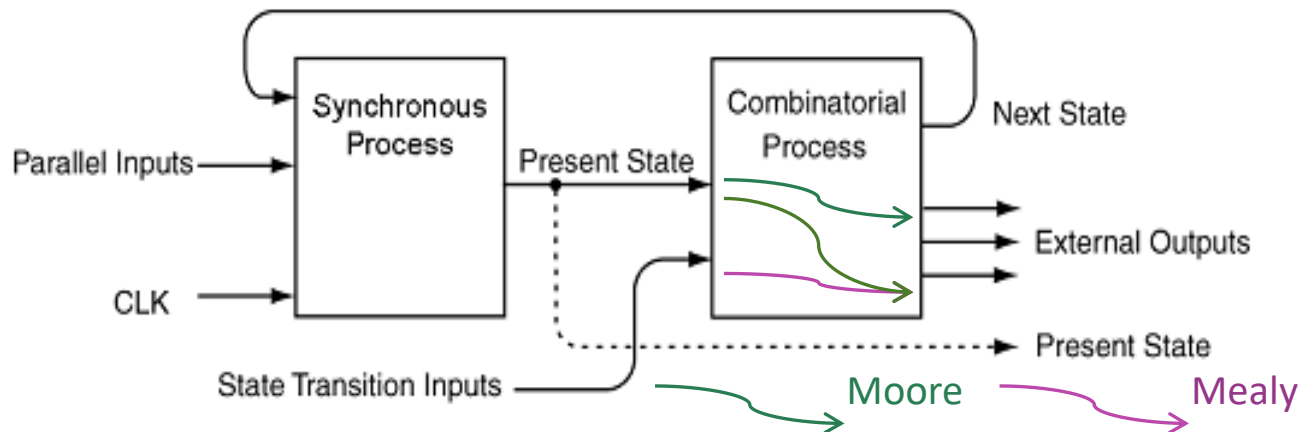 Synchronous
Process
Combinatorial
Process
Next State
Parallel Inputs
Present State
External Outputs
CLK
Present State
State Transition Inputs
Moore
Mealy